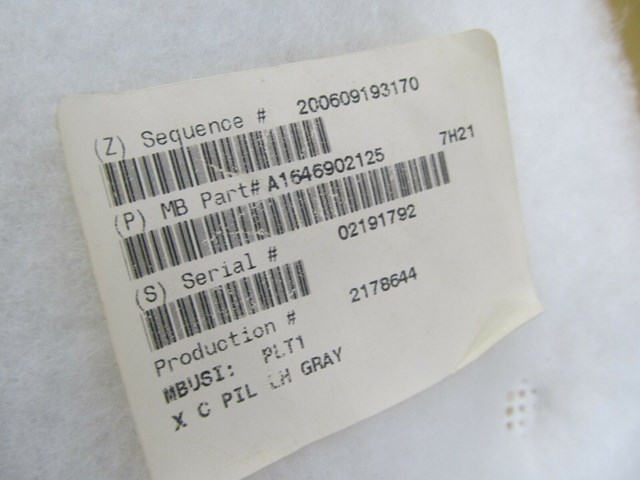 (Z) Sequence # 200609193170
(P) MB Part# A1646902125 7H21
(S) Serial # 02191792
Production # 2178644
MBUSI: PLT1
X C PIL LH GRAY